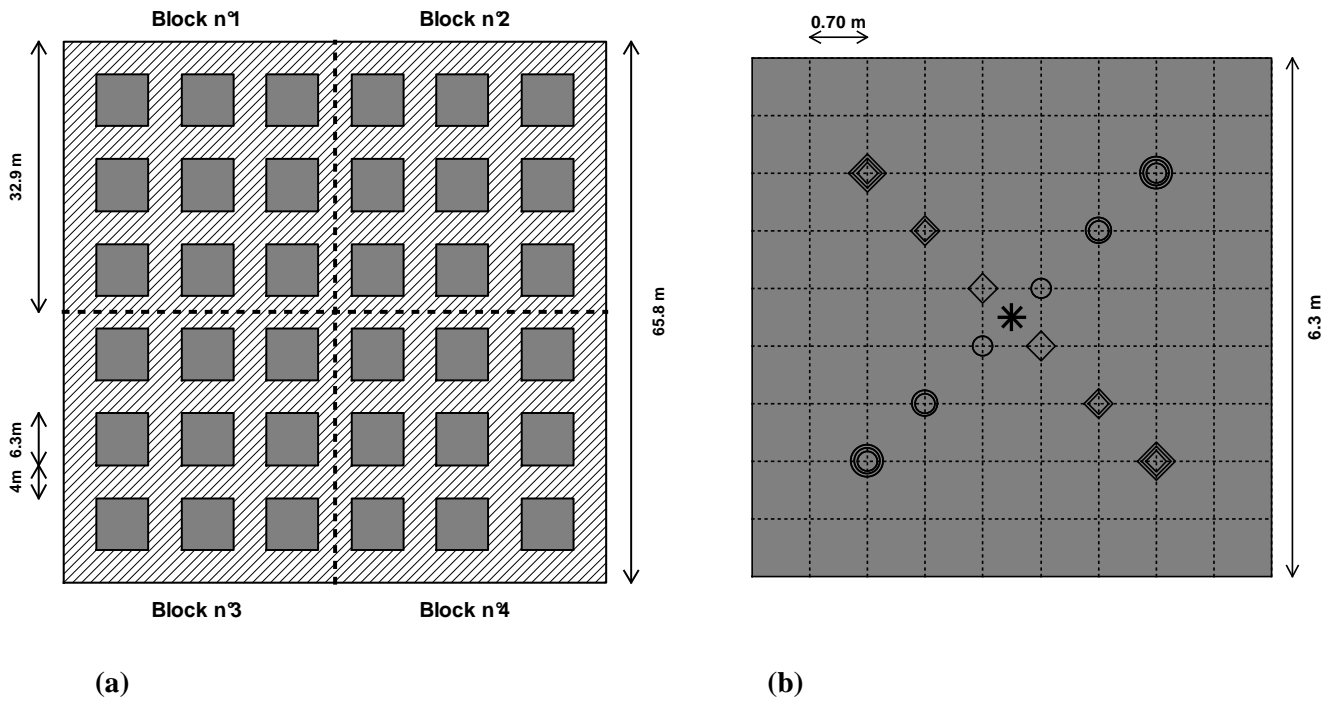 Block n°1
Block n°2
0.70 m
32.9 m
65.8 m
6.3 m
6.3m
4m
Block n°3
Block n°4
(a)
(b)